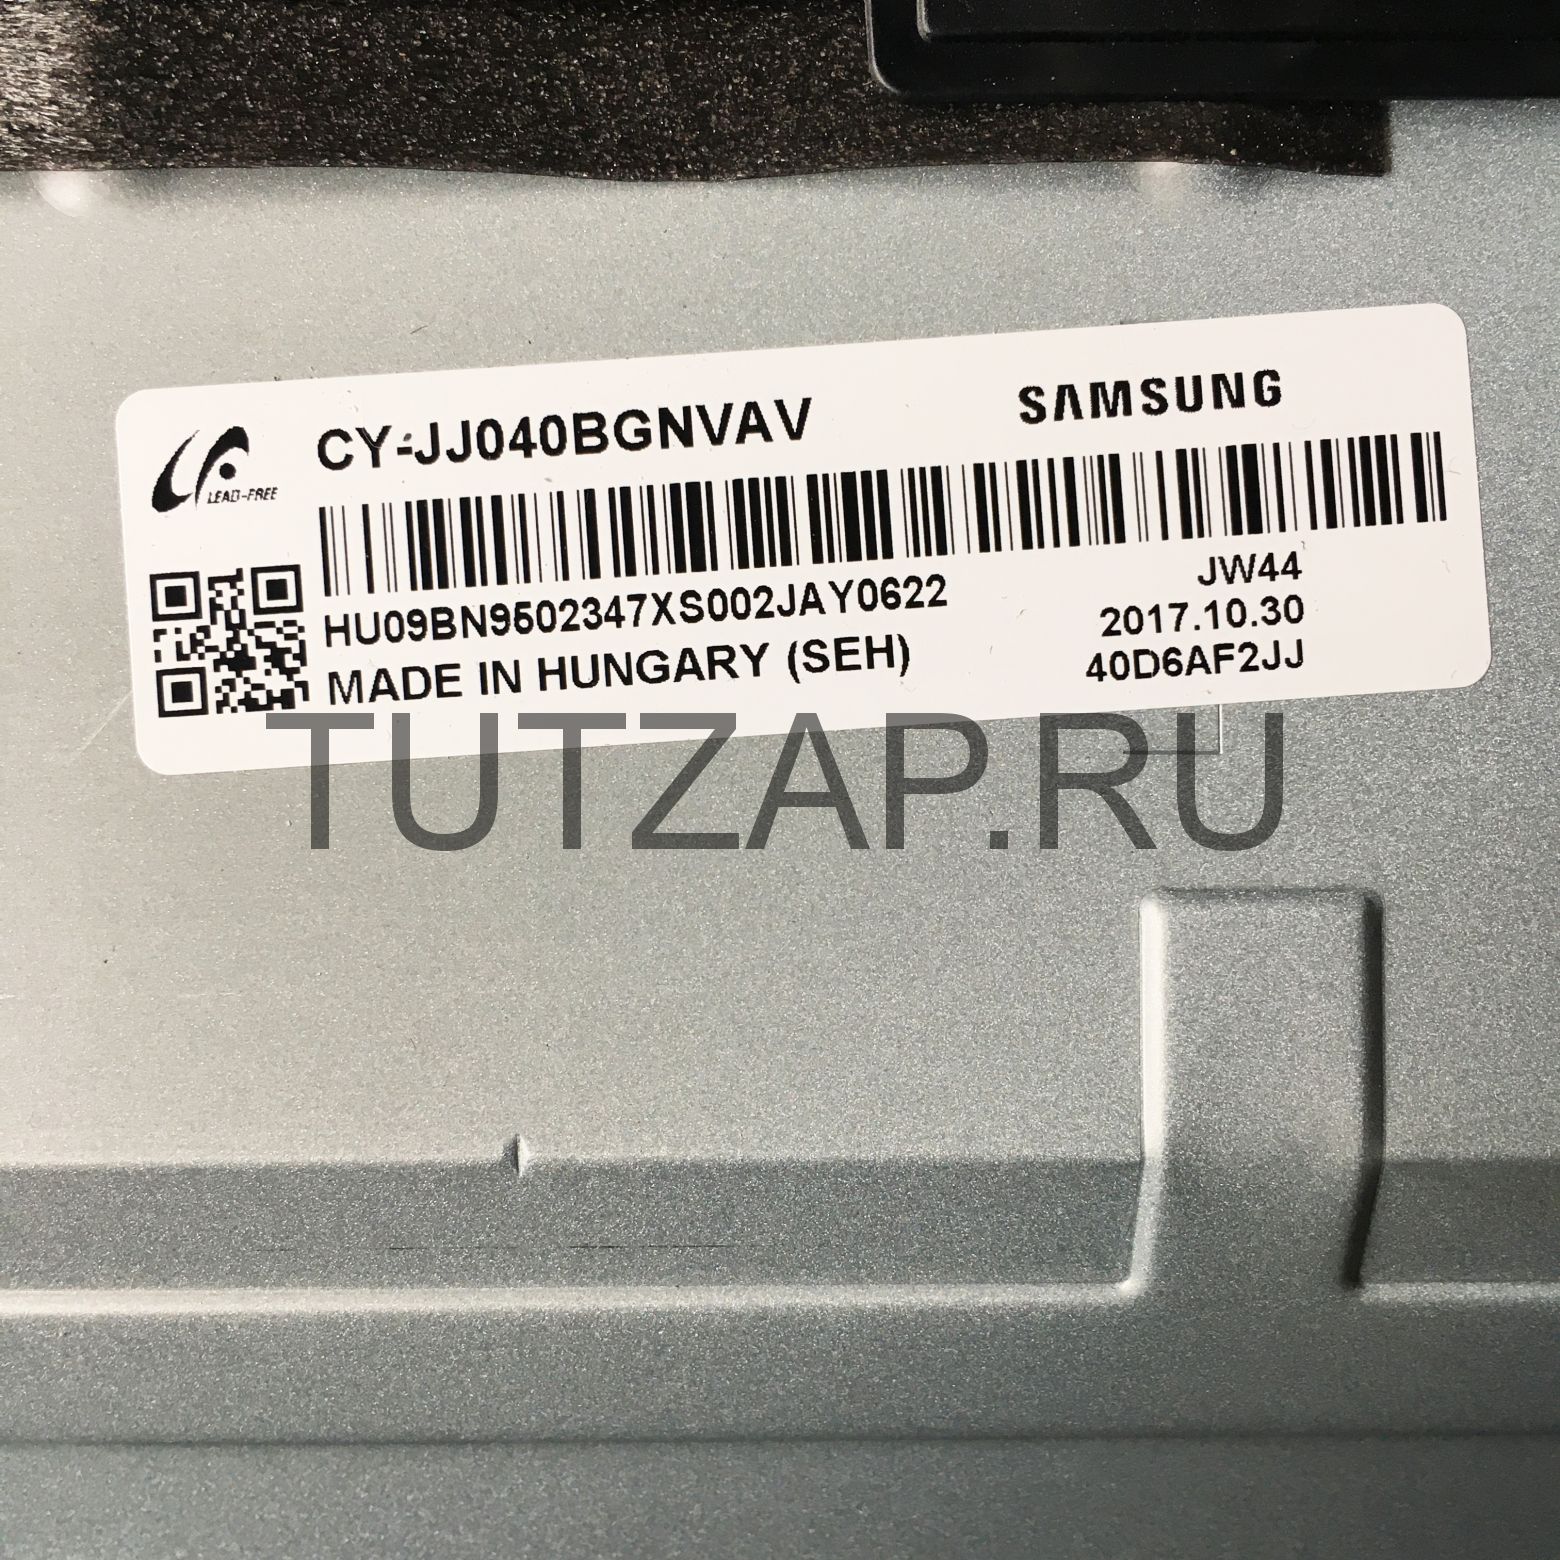 CY-JJ040BGNVAV
SAMSUNG
LEAD-FREE
HU09BN9502347XS002JAY0622
JW44
2017.10.30
MADE IN HUNGARY (SEH)
40D6AF2JJ
TUTZAP.RU